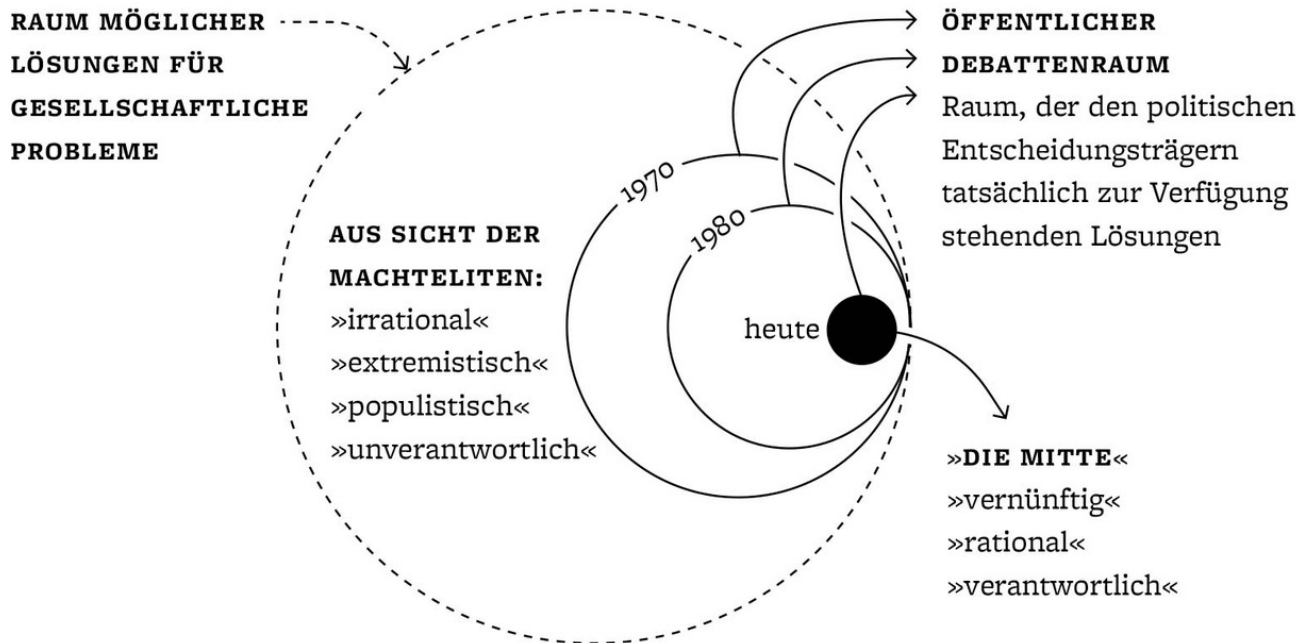 RAUM MÖGLICHER
LÖSUNGEN FÜR
GESELLSCHAFTLICHE
PROBLEME
ÖFFENTLICHER
DEBATTENRAUM
Raum, der den politischen
Entscheidungsträgern
tatsächlich zur Verfügung
stehenden Lösungen
1970
1980
AUS SICHT DER
MACHTELITEN:
»irrational«
»extremistisch«
»populistisch«
»unverantwortlich«
heute
»DIE MITTE«
»vernünftig«
»rational«
»verantwortlich«